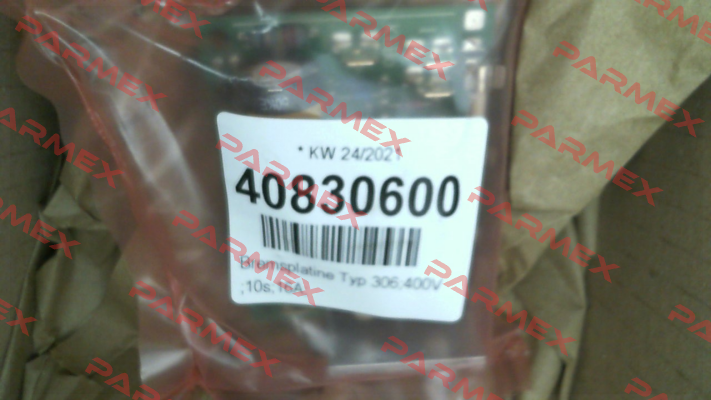 * KW 24/2021
40830600
Bremsplatine Typ 306;400V
;10s;16A
PARMEX